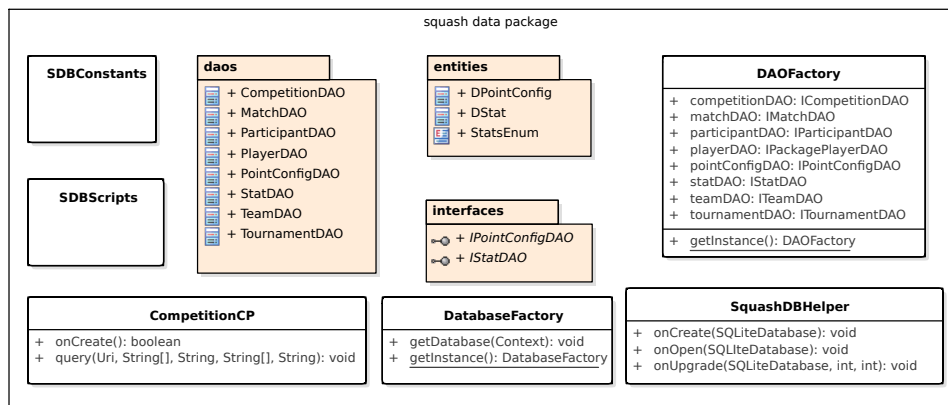 squash data package
SDBConstants
daos
+ CompetitionDAO
+ MatchDAO
+ ParticipantDAO
+ PlayerDAO
+ PointConfigDAO
+ StatDAO
+ TeamDAO
+ TournamentDAO
entities
+ DPointConfig
+ DStat
+ StatsEnum
DAOFactory
+ competitionDAO: ICompetitionDAO
+ matchDAO: IMatchDAO
+ participantDAO: IParticipantDAO
+ playerDAO: IPackagePlayerDAO
+ pointConfigDAO: IPointConfigDAO
+ statDAO: IStatDAO
+ teamDAO: ITeamDAO
+ tournamentDAO: ITournamentDAO
+ getInstance(): DAOFactory
SDBScripts
interfaces
+ IPointConfigDAO
+ IStatDAO
CompetitionCP
+ onCreate(): boolean
+ query(Uri, String[], String, String[], String): void
DatabaseFactory
+ getDatabase(Context): void
+ getInstance(): DatabaseFactory
SquashDBHelper
+ onCreate(SQLiteDatabase): void
+ onOpen(SQLIteDatabase): void
+ onUpgrade(SQLiteDatabase, int, int): void